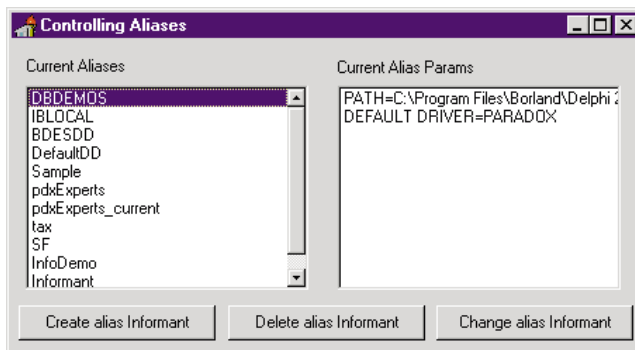 Controlling Aliases
Current Aliases
DBDEMOS
IBLOCAL
BDESDD
DefaultDD
Sample
pdxExperts
pdxExperts_current
tax
SF
InfoDemo
Informant
Current Alias Params
PATH=C:\Program Files\Borland\Delphi 2
DEFAULT DRIVER=PARADOX
Create alias Informant
Delete alias Informant
Change alias Informant